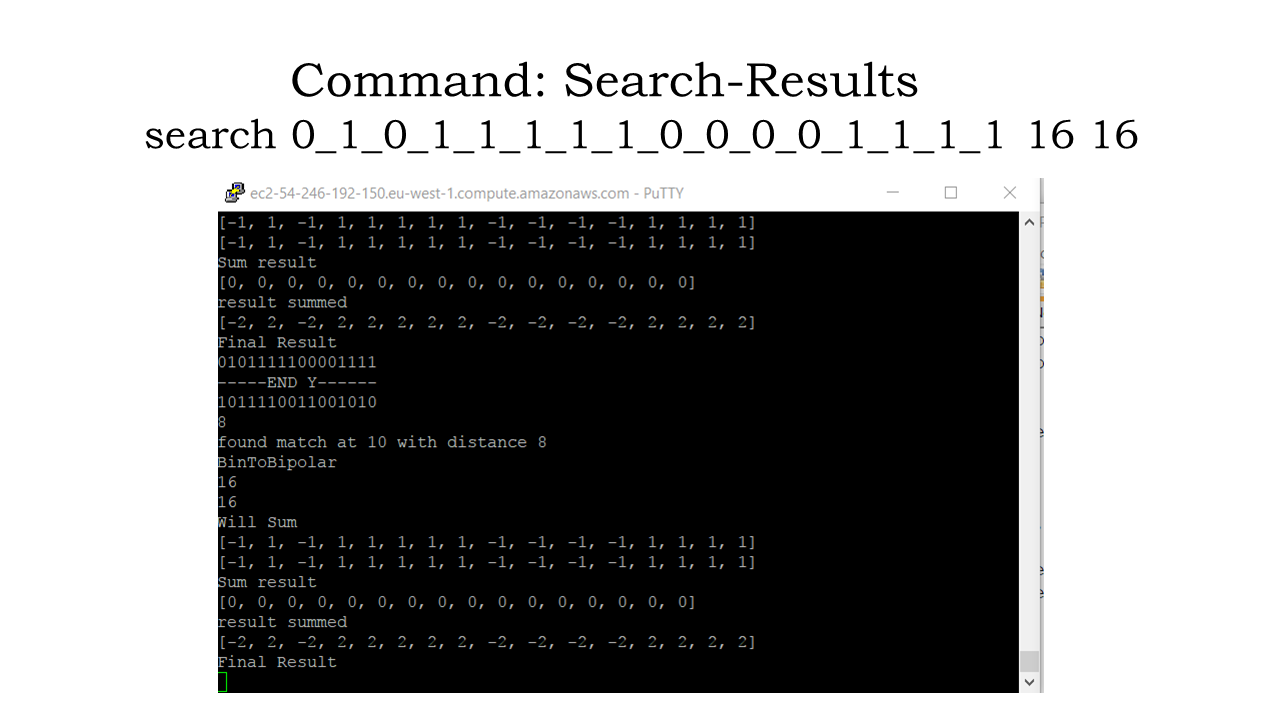 Command: Search-Results
search 0_1_0_1_1_1_1_1_0_0_0_0_1_1_1_1 16 16
ec2-54-246-192-150.eu-west-1.compute.amazonaws.com - PuTTY
[-1, 1, -1, 1, 1, 1, 1, 1, -1, -1, -1, -1, 1, 1, 1, 1]
[-1, 1, -1, 1, 1, 1, 1, 1, -1, -1, -1, -1, 1, 1, 1, 1]
Sum result
[0, 0, 0, 0, 0, 0, 0, 0, 0, 0, 0, 0, 0, 0, 0, 0]
result summed
[-2, 2, -2, 2, 2, 2, 2, 2, -2, -2, -2, -2, 2, 2, 2, 2]
Final Result
0101111100001111
-----END Y------
1011110011001010
8
found match at 10 with distance 8
BinToBipolar
16
16
Will Sum
[-1, 1, -1, 1, 1, 1, 1, 1, -1, -1, -1, -1, 1, 1, 1, 1]
[-1, 1, -1, 1, 1, 1, 1, 1, -1, -1, -1, -1, 1, 1, 1, 1]
Sum result
[0, 0, 0, 0, 0, 0, 0, 0, 0, 0, 0, 0, 0, 0, 0, 0]
result summed
[-2, 2, -2, 2, 2, 2, 2, 2, -2, -2, -2, -2, 2, 2, 2, 2]
Final Result